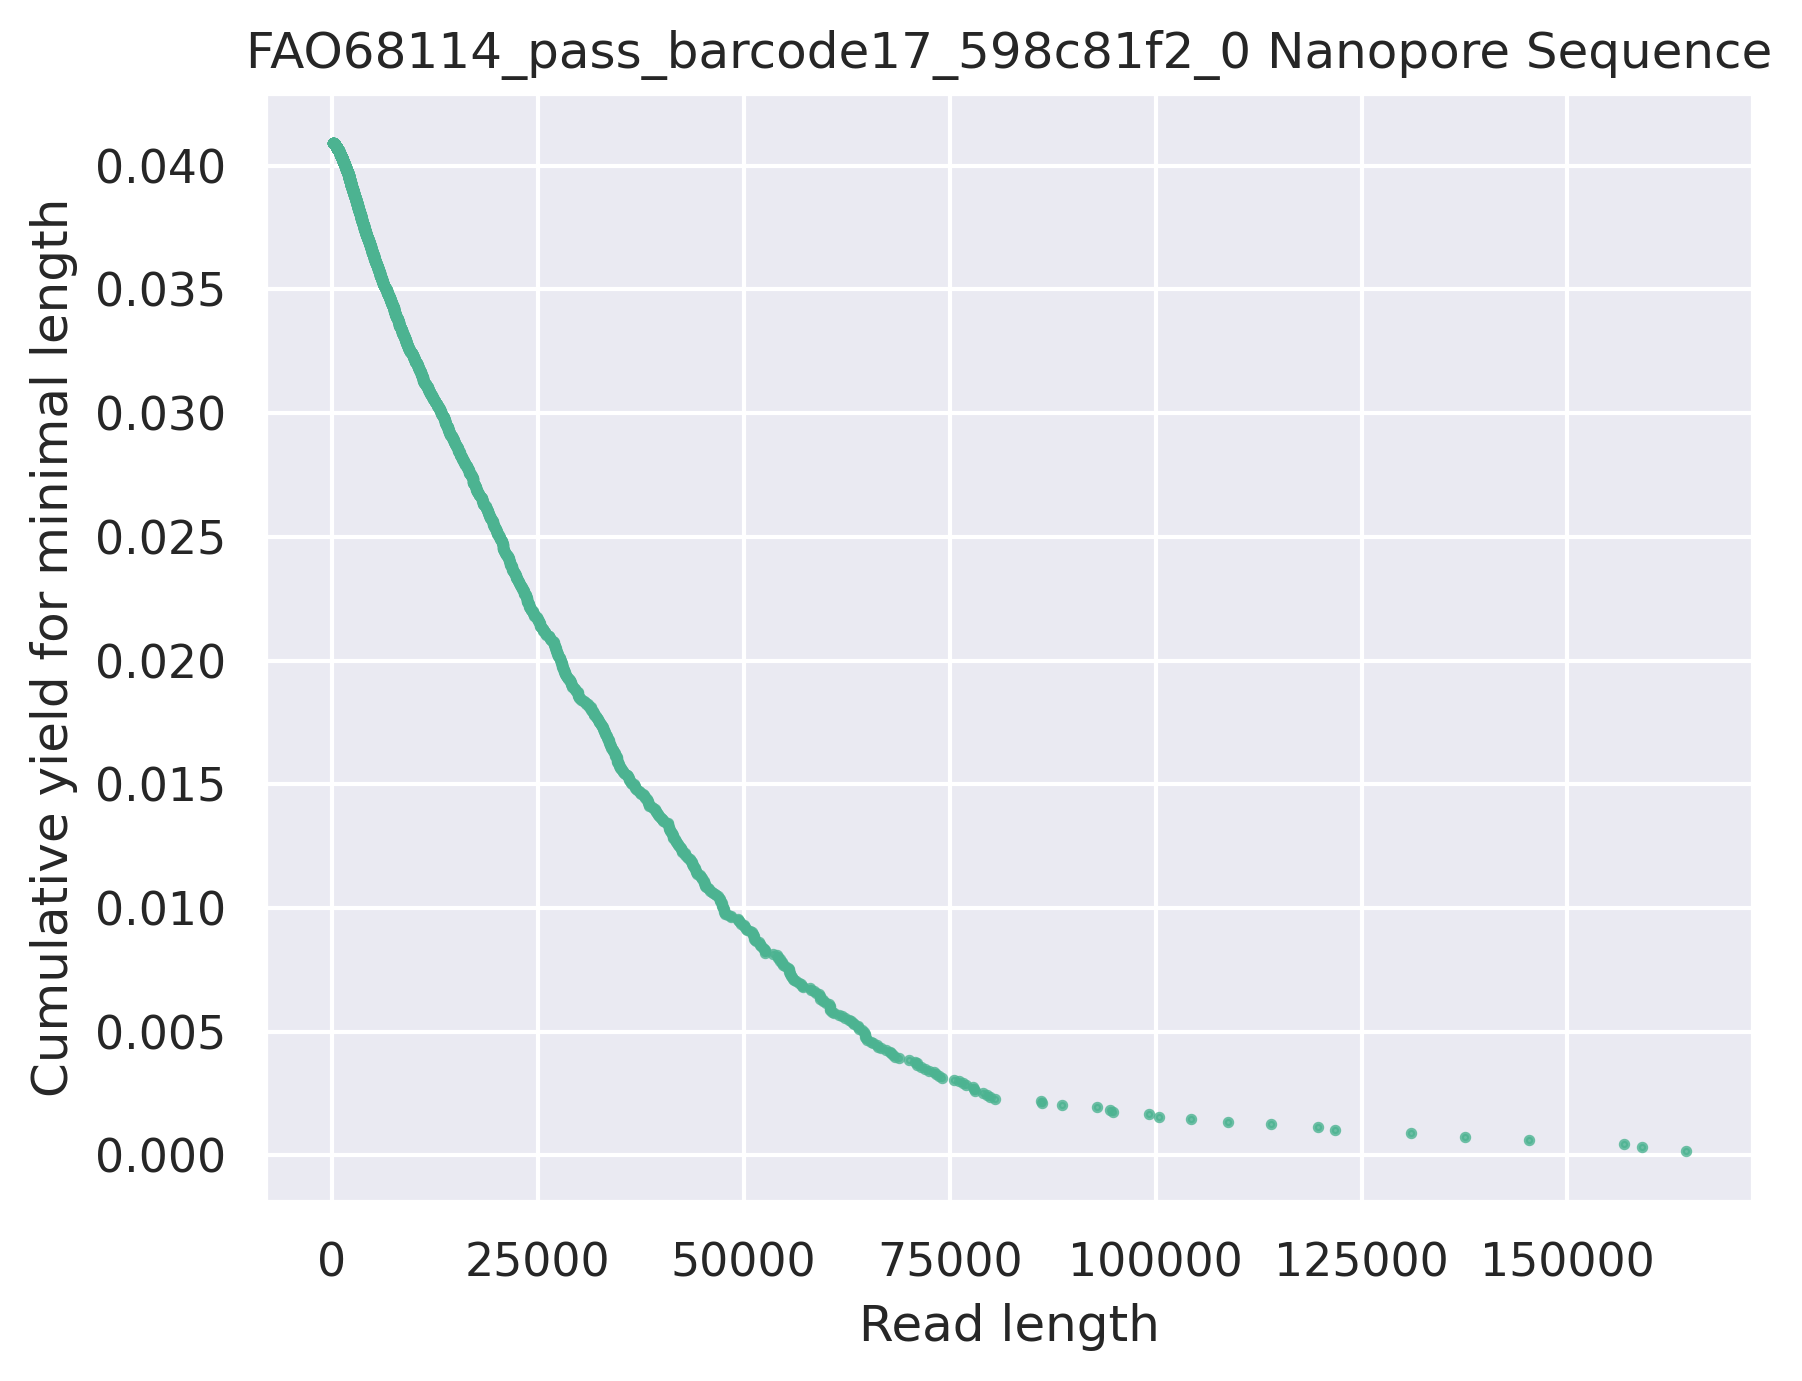 FAO68114_pass_barcode17_598c81f2_0 Nanopore Sequence
Cumulative yield for minimal length
0.040
0.035
0.030
0.025
0.020
0.015
0.010
0.005
0.000
0 25000 50000 75000 100000 125000 150000
Read length